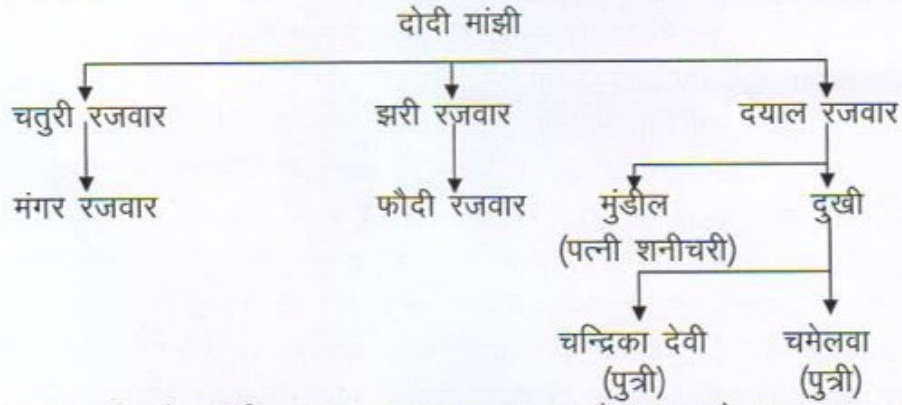 दोदी मांझी
चतुरी रजवार झरी रजवार दयाल रजवार
मंगर रजवार फौदी रजवार मुंडील दुखी
(पत्नी शनीचरी)
चन्द्रिका देवी चमेलवा
(पुत्री) (पुत्री)